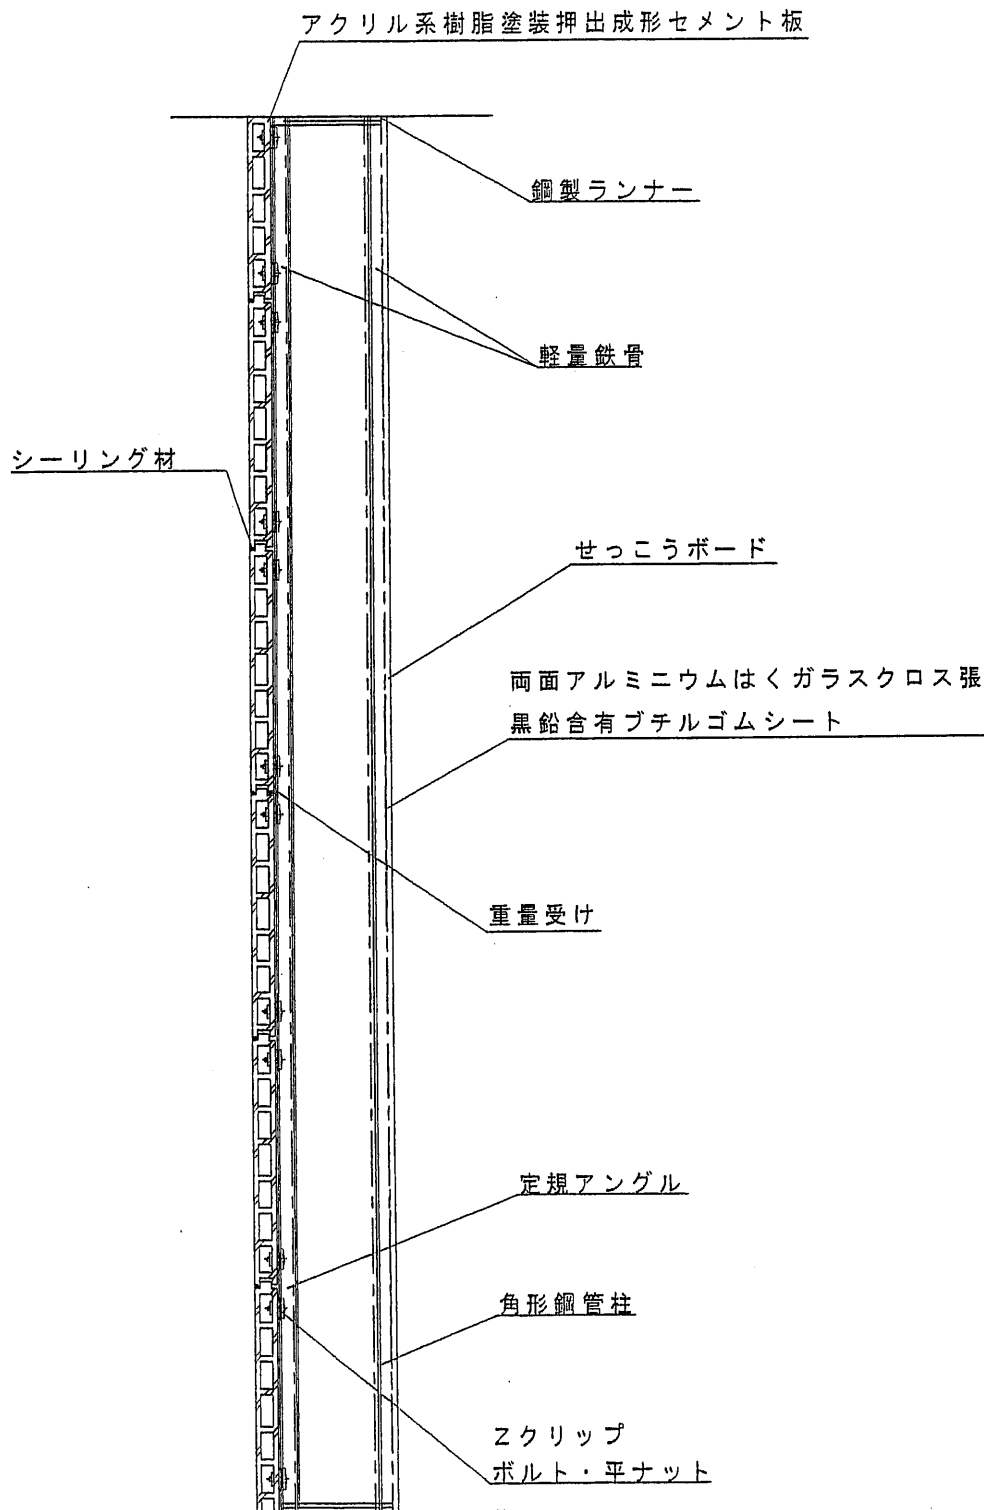 アクリル系樹脂塗装押出成形セメント板
鋼製ランナー
軽量鉄骨
シーリング材
せっこうボード
両面アルミニウムはくガラスクロス張
黒鉛含有ブチルゴムシート
重量受け
定規アングル
角形鋼管柱
Zクリップ
ボルト・平ナット